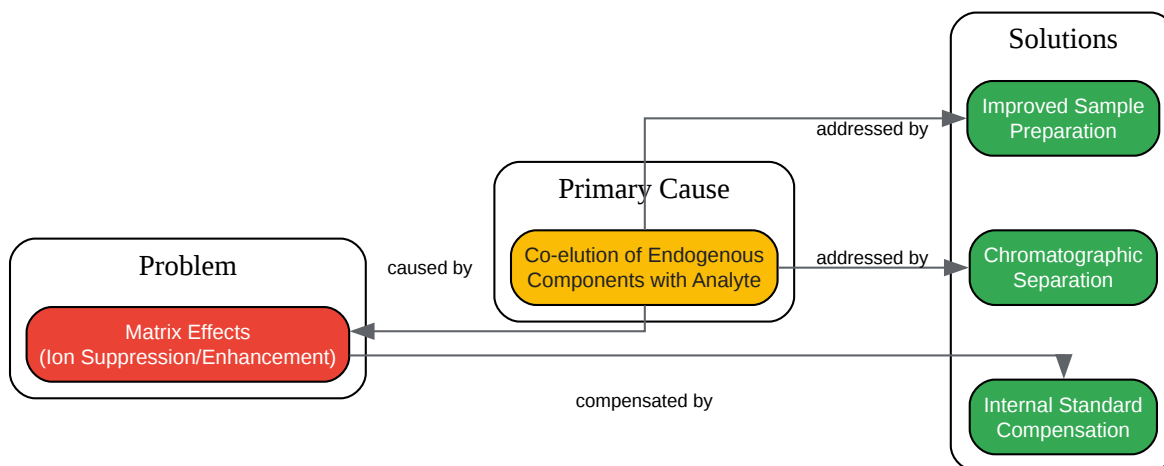 Solutions
Improved Sample
Preparation
addressed by
Primary Cause
Co-elution of Endogenous
Components with Analyte
addressed by
Chromatographic
Separation
Problem
caused by
Matrix Effects
(Ion Suppression/Enhancement)
compensated by
Internal Standard
Compensation